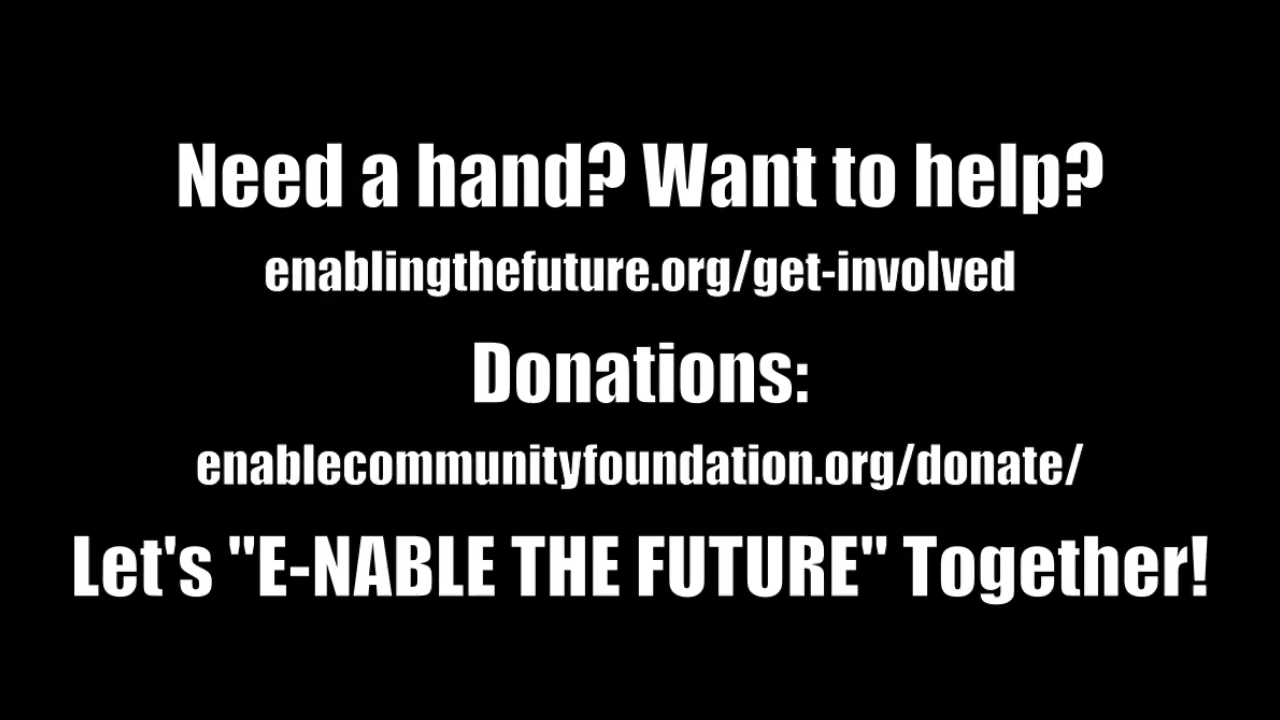 Need a hand? Want to help?
enablingthefuture.org/get-involved
Donations:
enablecommunityfoundation.org/donate/
Let's "E-NABLE THE FUTURE" Together!